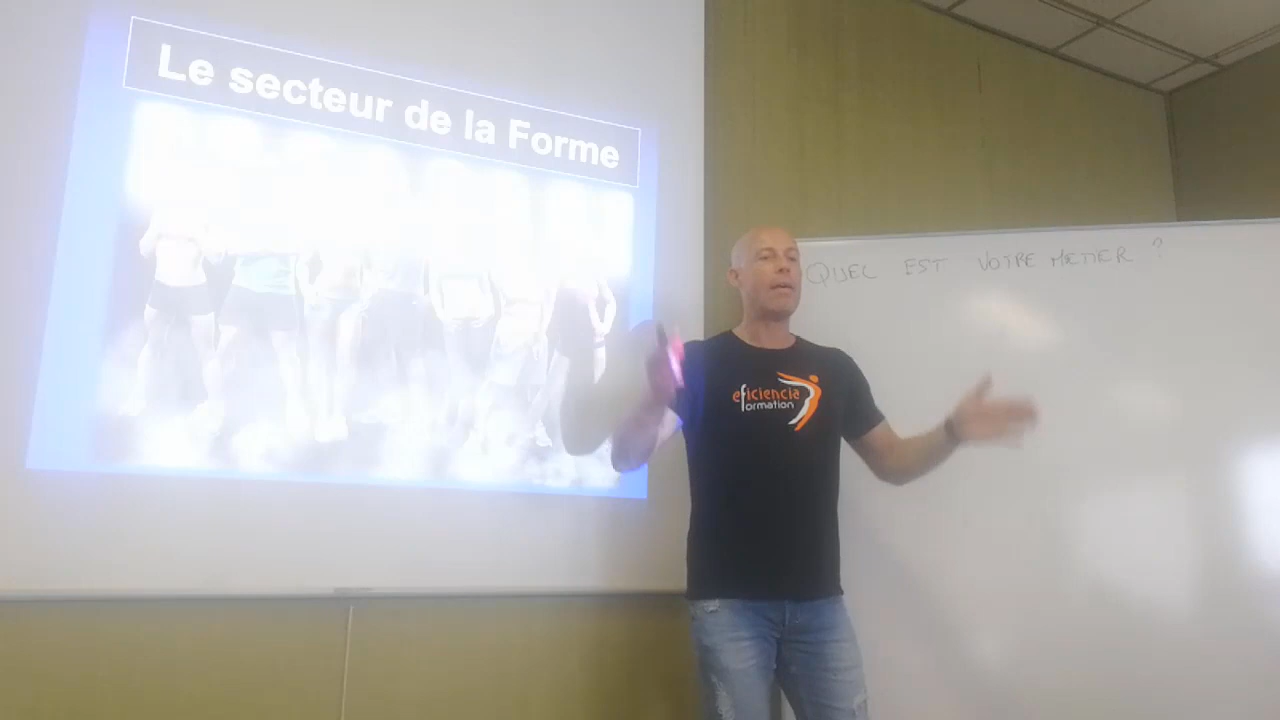 Le secteur de la Forme
QUEL EST VOTRE METIER ?
eficiencia
formation